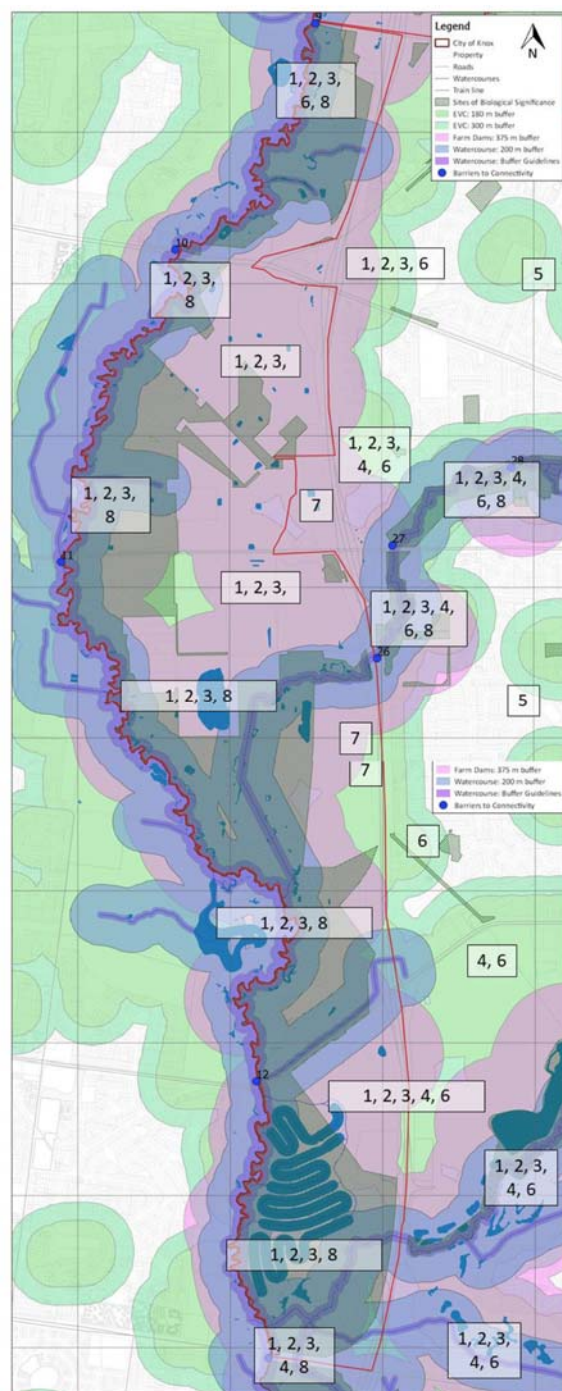 Legend
City of Knox
Property
Roads
Watercourses
Train line
Sites of Biological Significance
EVC: 180 m buffer
EVC: 300 m buffer
Farm Dams: 375 m buffer
Watercourse: 200 m buffer
Watercourse: Buffer Guidelines
Barriers to Connectivity
N
1, 2, 3,
6, 8
10
1, 2, 3, 6
5
1, 2, 3,
8
1, 2, 3,
1, 2, 3,
4, 6
28
1, 2, 3, 4,
6, 8
1, 2, 3,
8
7
27
11
1, 2, 3,
1, 2, 3, 4,
6, 8
26
1, 2, 3, 8
5
7
7
Farm Dams: 375 m buffer
Watercourse: 200 m buffer
Watercourse: Buffer Guidelines
Barriers to Connectivity
6
1, 2, 3, 8
4, 6
12
1, 2, 3, 4, 6
1, 2, 3,
4, 6
1, 2, 3, 8
1, 2, 3,
4, 8
1, 2, 3,
4, 6